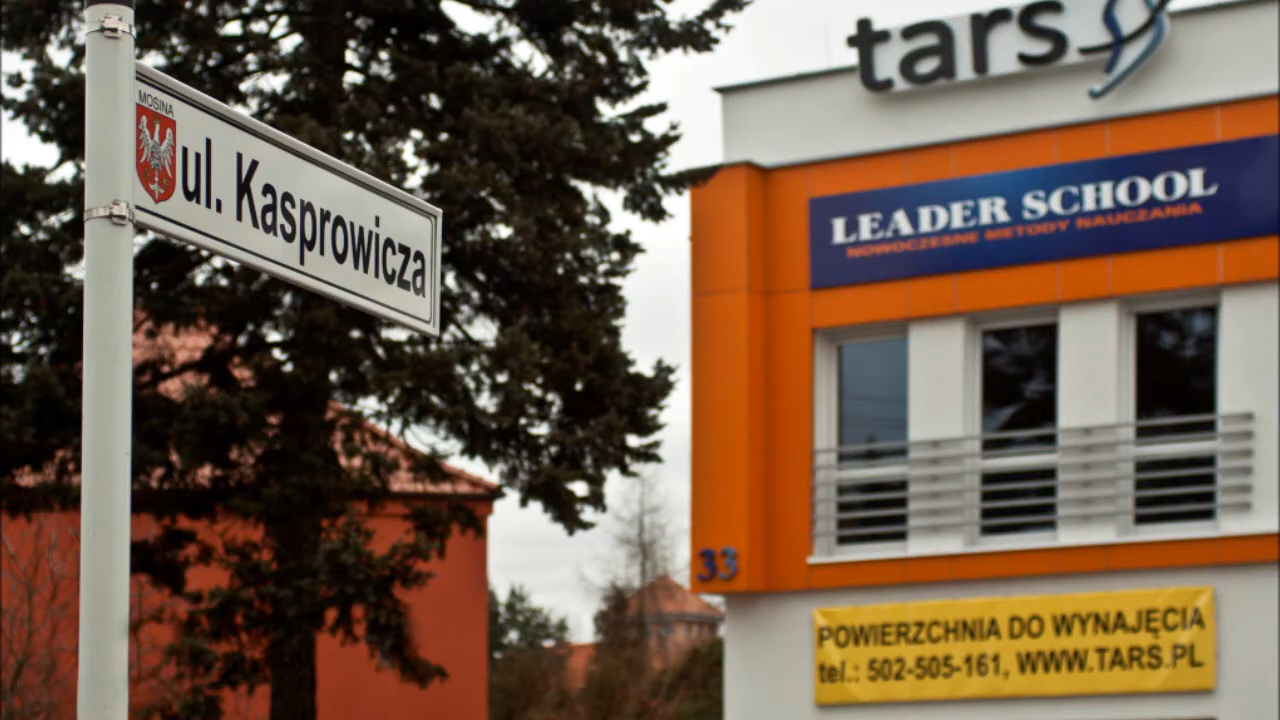 MOSINA
ul. Kasprowicza
tars
LEADER SCHOOL
NOWOCZESNE METODY NAUCZANIA
33
POWIERZCHNIA DO WYNAJĘCIA
tel.: 502-505-161, WWW.TARS.PL